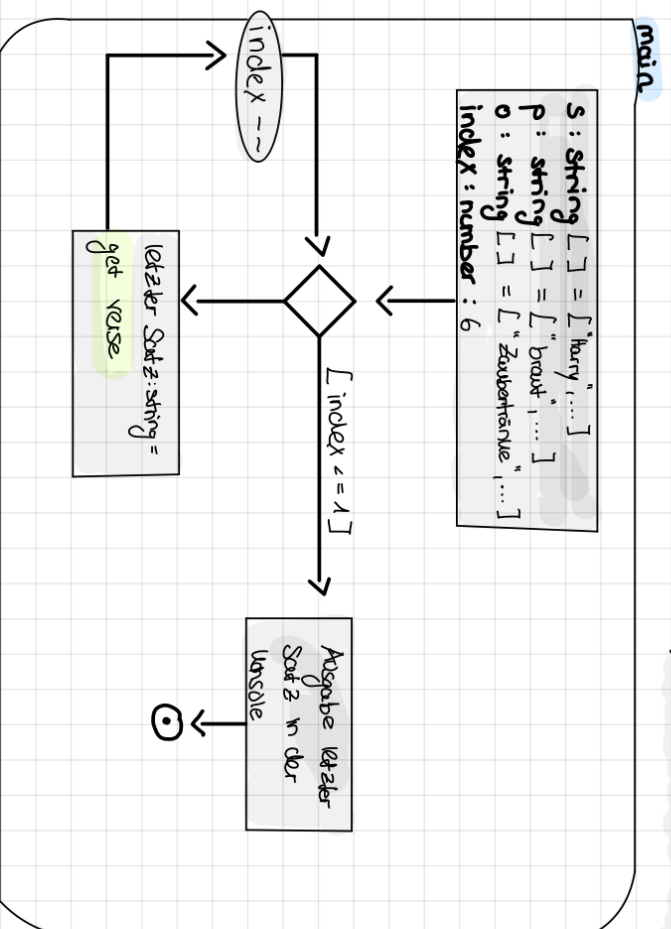 main
s: string [ ] = [ "Harry", ... ]
p: string [ ] = [ "braut", ... ]
o: string [ ] = [ "Zaubertränke", ... ]
index: number : 6
index --
[ index <= 1 ]
letzter Satz: string =
get verse
Ausgabe letzter
Satz in der
Konsole